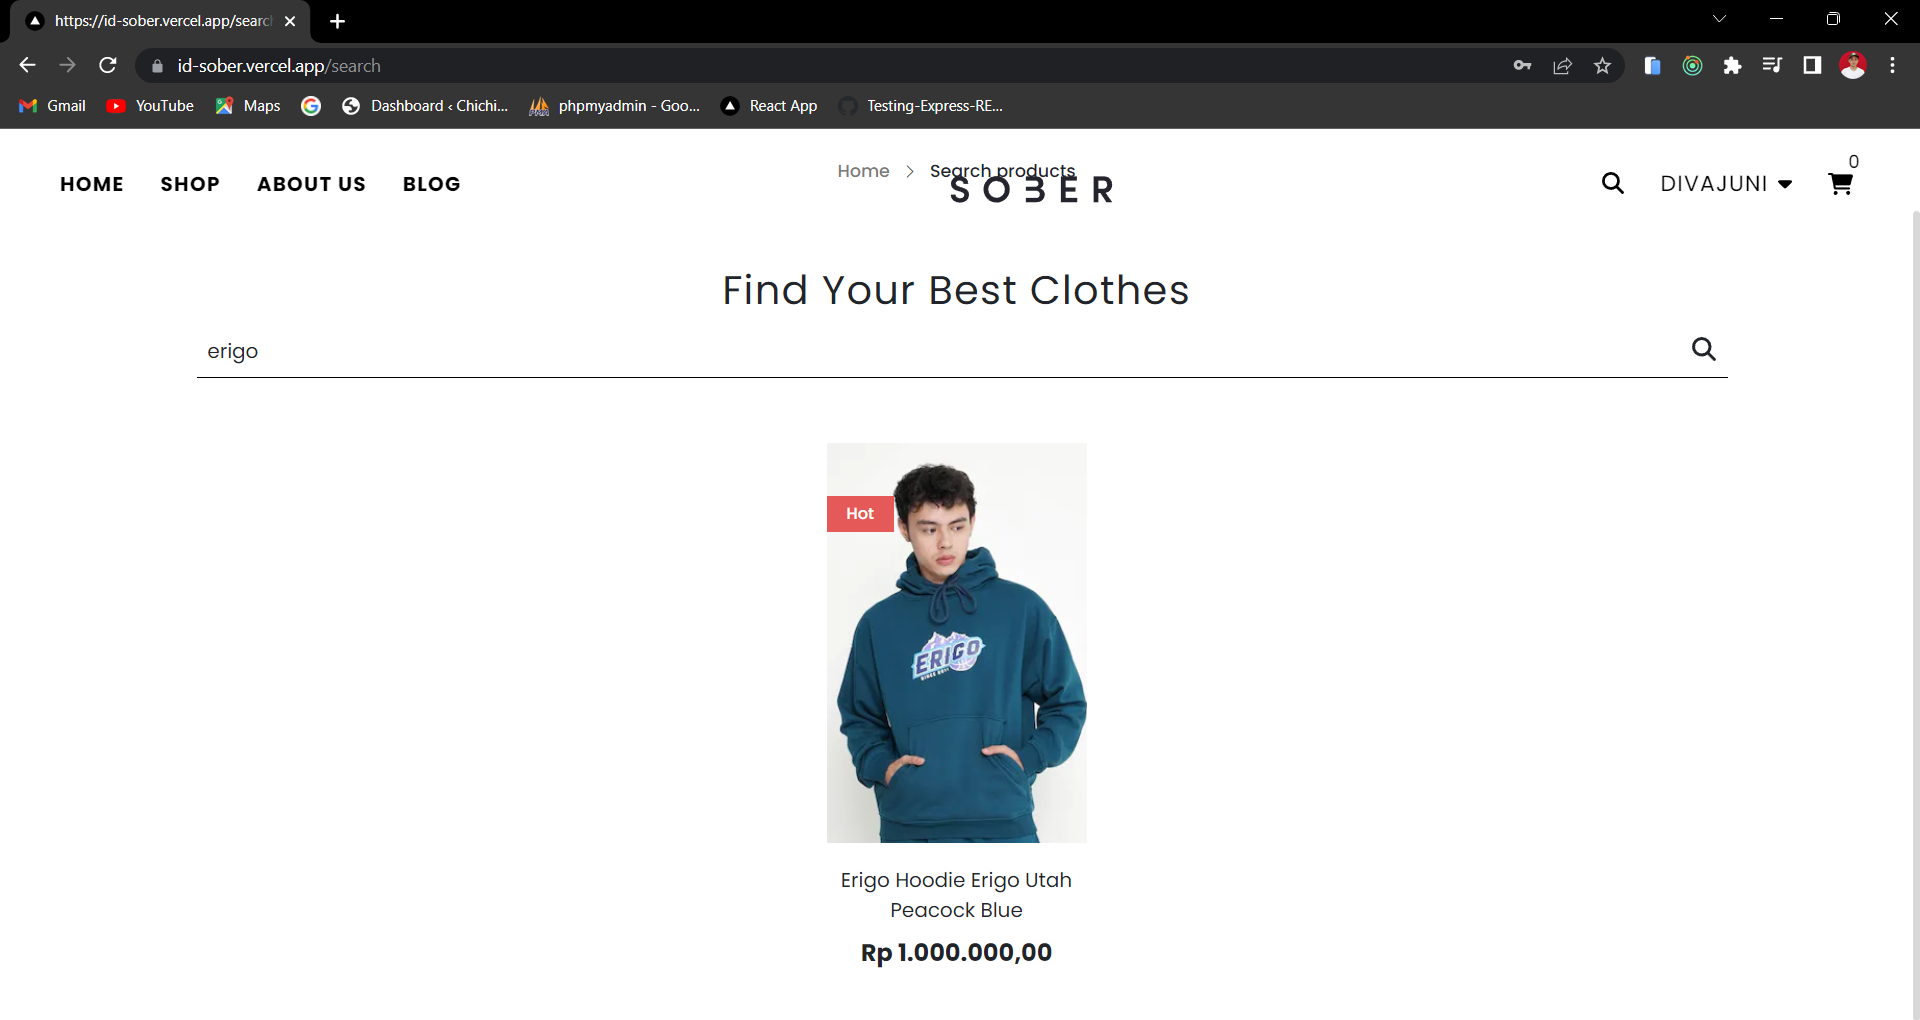 https://id-sober.vercel.app/searc
id-sober.vercel.app/search
Gmail
YouTube
Maps
Dashboard ‹ Chichi...
phpmyadmin - Goo...
React App
Testing-Express-RE...
HOME
SHOP
ABOUT US
BLOG
Home > Search products
SOBER
DIVAJUNI
0
Find Your Best Clothes
erigo
Hot
ERIGO
SINCE 2011
Erigo Hoodie Erigo Utah
Peacock Blue
Rp 1.000.000,00